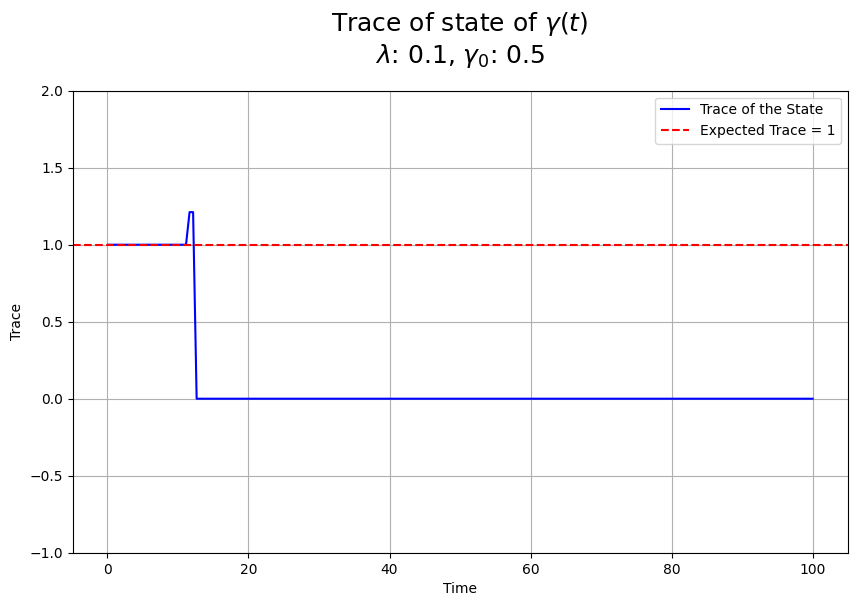 Trace of state of γ(t)
λ: 0.1, γ₀: 0.5
2.0
1.5
1.0
0.5
0.0
−0.5
−1.0
Trace
Trace of the State
Expected Trace = 1
0 20 40 60 80 100
Time